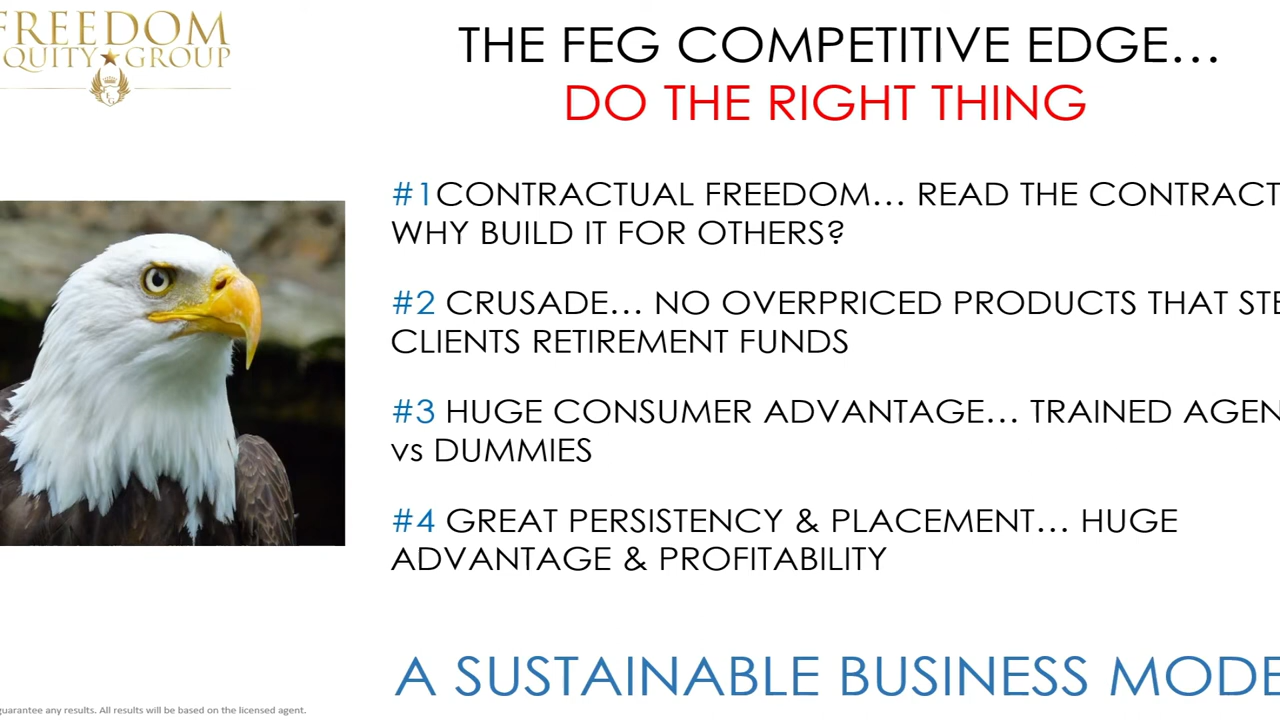 FREEDOM
QUITY★GROUP
THE FEG COMPETITIVE EDGE...
DO THE RIGHT THING
#1CONTRACTUAL FREEDOM... READ THE CONTRACT
WHY BUILD IT FOR OTHERS?
#2 CRUSADE... NO OVERPRICED PRODUCTS THAT STE
CLIENTS RETIREMENT FUNDS
#3 HUGE CONSUMER ADVANTAGE... TRAINED AGEN
vs DUMMIES
#4 GREAT PERSISTENCY & PLACEMENT... HUGE
ADVANTAGE & PROFITABILITY
A SUSTAINABLE BUSINESS MODE
guarantee any results. All results will be based on the licensed agent.